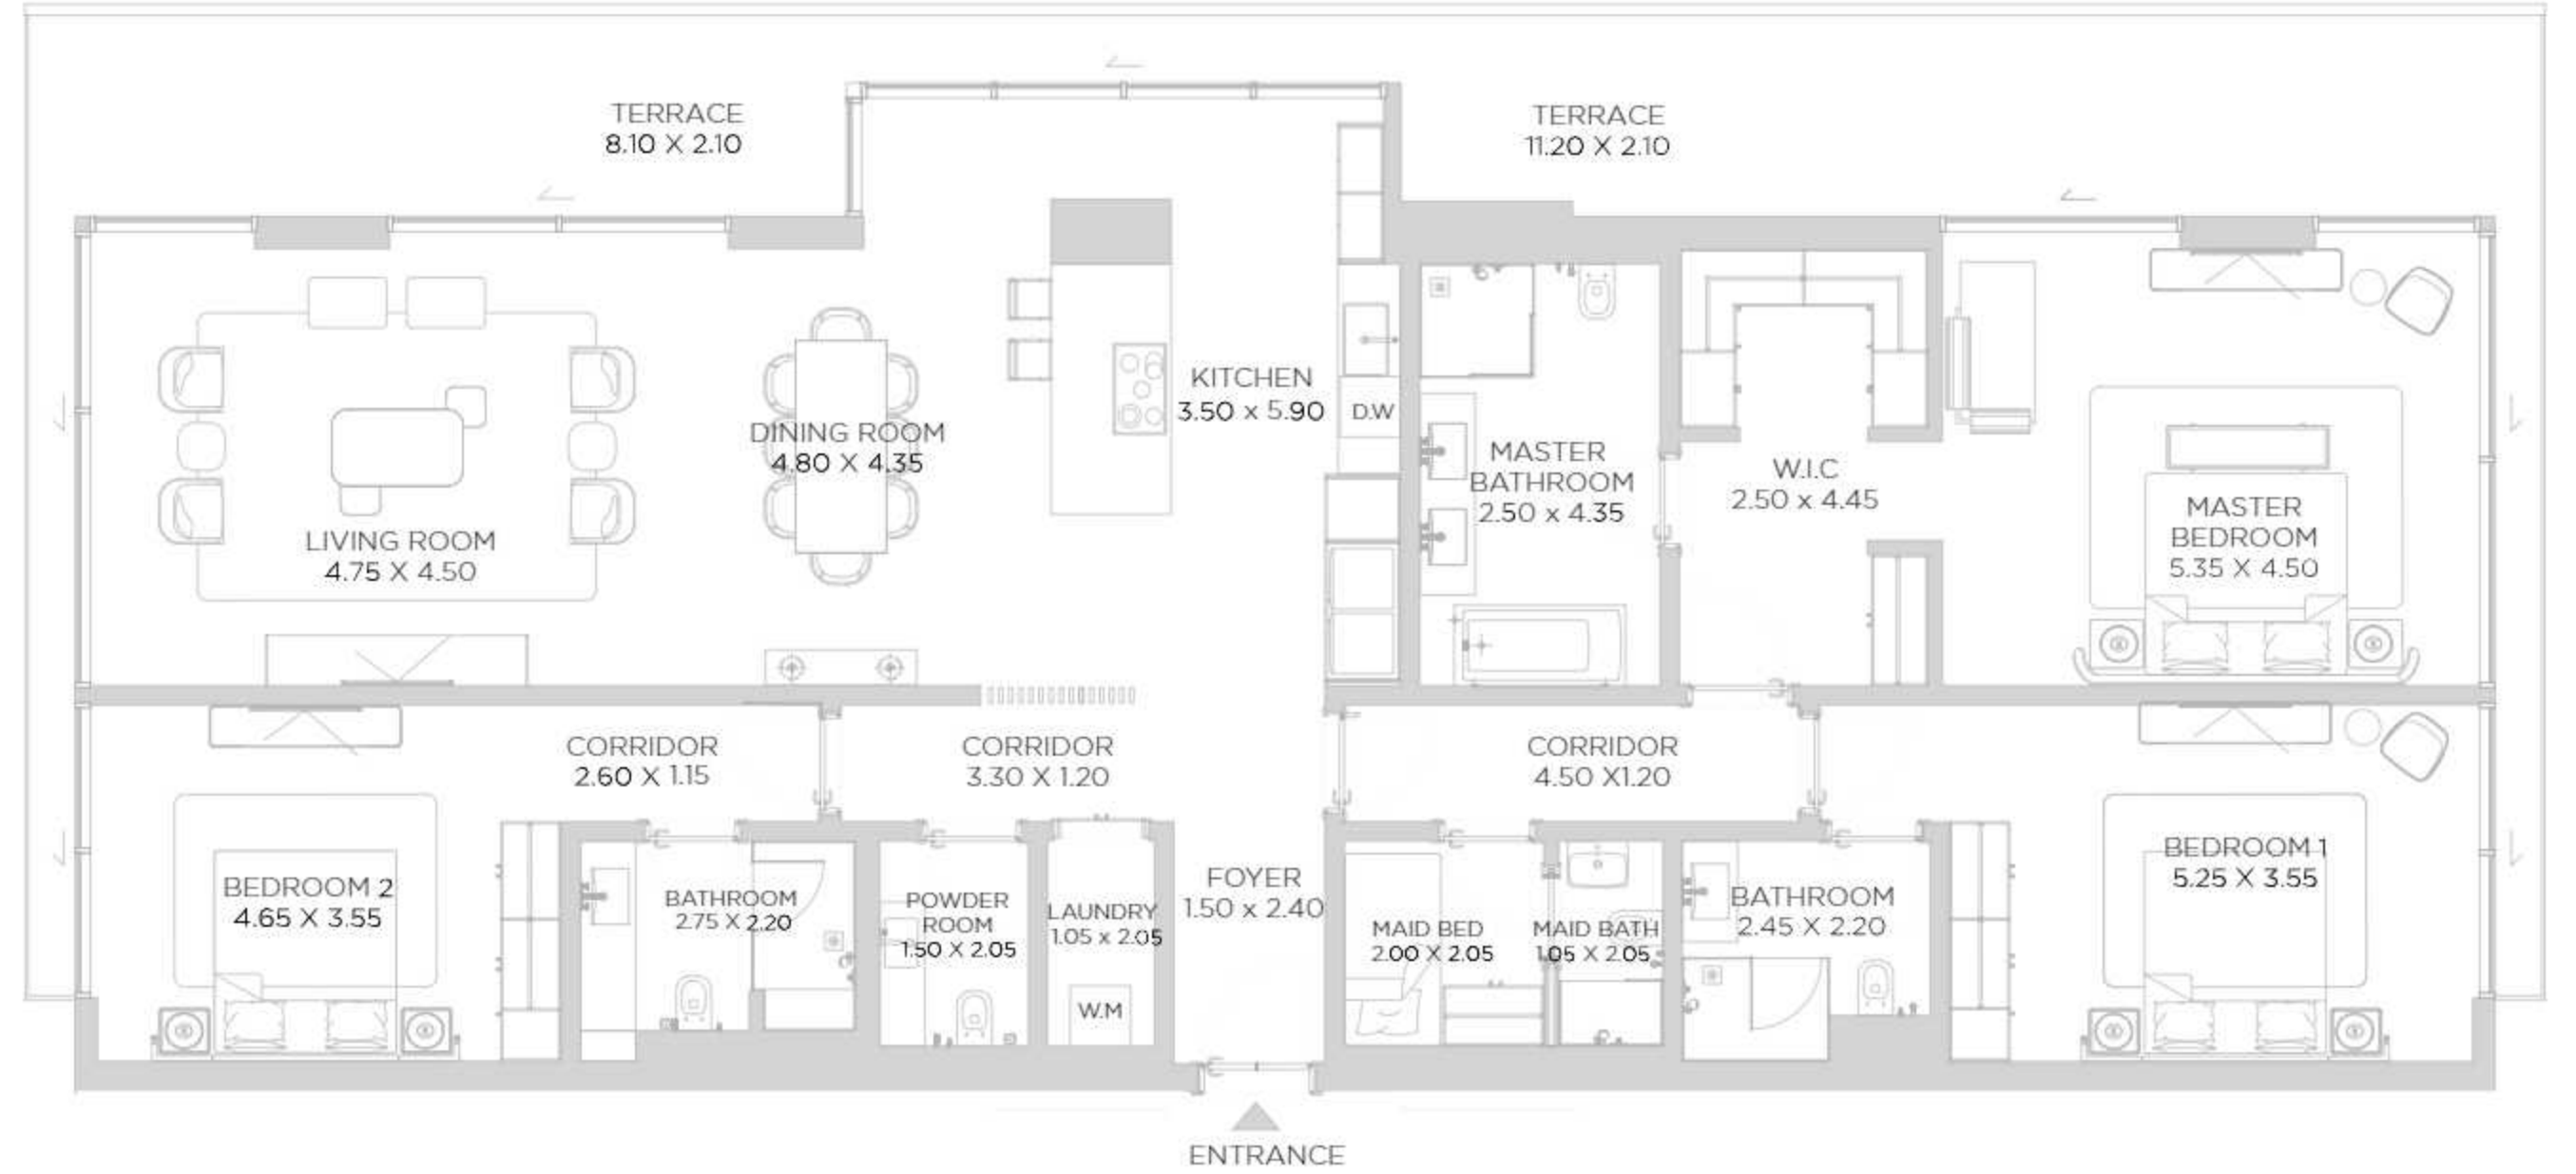 TERRACE
8.10 X 2.10
TERRACE
11.20 X 2.10
KITCHEN
3.50 x 5.90
D.W
DINING ROOM
4.80 X 4.35
LIVING ROOM
4.75 X 4.50
MASTER
BATHROOM
2.50 x 4.35
W.I.C
2.50 x 4.45
MASTER
BEDROOM
5.35 X 4.50
CORRIDOR
2.60 X 1.15
CORRIDOR
3.30 X 1.20
CORRIDOR
4.50 X1.20
BEDROOM 2
4.65 X 3.55
BATHROOM
2.75 X 2.20
POWDER
ROOM
1.50 X 2.05
LAUNDRY
1.05 x 2.05
W.M
FOYER
1.50 x 2.40
MAID BED
2.00 X 2.05
MAID BATH
1.05 X 2.05
BATHROOM
2.45 X 2.20
BEDROOM 1
5.25 X 3.55
ENTRANCE